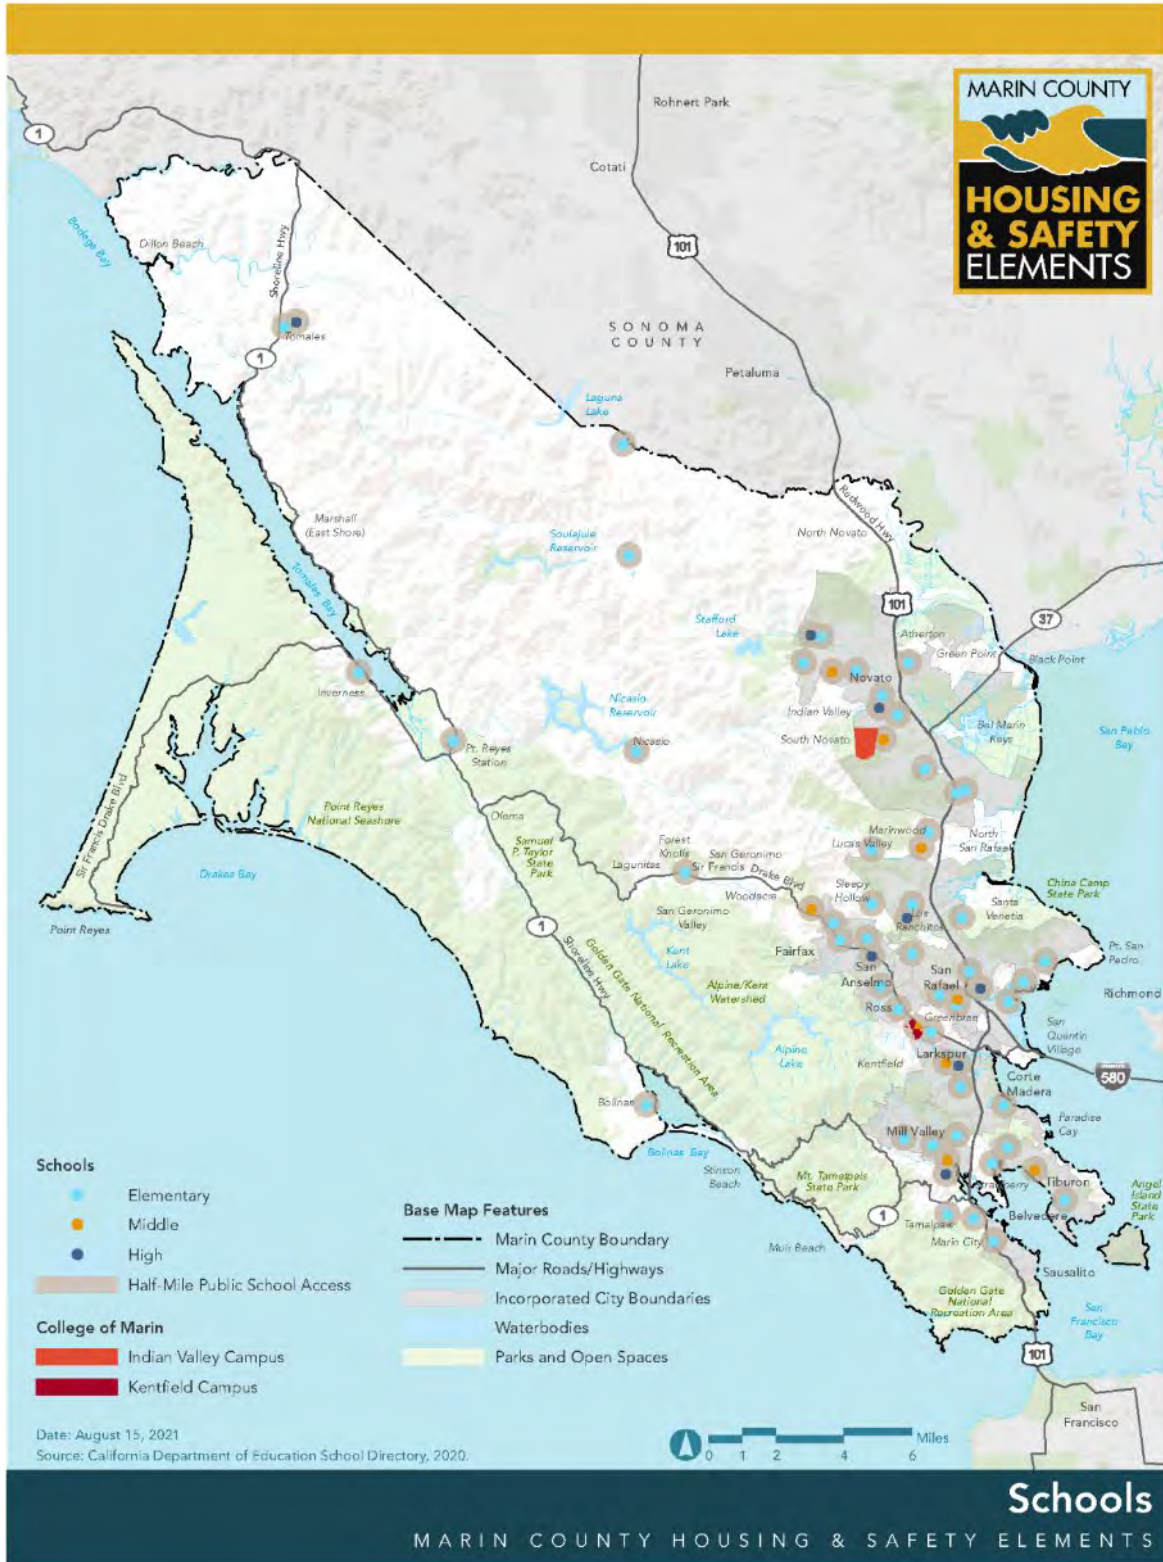 MARIN COUNTY
HOUSING
& SAFETY
ELEMENTS
Rohnert Park
1
Cotati
101
Bodega Bay
Dillon Beach
Shoreline Hwy
SONOMA
COUNTY
Tomales
1
Petaluma
Laguna
Lake
Redwood Hwy
Marshall
(East Shore)
North Novato
Soulajule
Reservoir
Tomales Bay
101
37
Stafford
Lake
Atherton
Green Point
Black Point
Novato
Inverness
Nicasio
Reservoir
Indian Valley
Bel Marin
Keys
San Pablo
Bay
South Novato
Nicasio
Pt. Reyes
Station
Sir Francis Drake Blvd
Point Reyes
National Seashore
Olema
Marinwood
North
San Rafael
Lucas Valley
Samuel
P. Taylor
State
Park
Forest
Knolls
San Geronimo
Lagunitas
Sir Francis Drake Blvd
Drakes Bay
Woodacre
Sleepy
Hollow
China Camp
State Park
Santa
Venetia
Los
Ranchitos
San Geronimo
Valley
Point Reyes
1
Shoreline Hwy
Golden Gate National Recreation Area
Kent
Lake
Fairfax
Pt. San
Pedro
San
Anselmo
San
Rafael
Alpine/Kent
Watershed
Richmond
Ross
Greenbrae
San
Quentin
Village
Alpine
Lake
Kentfield
Larkspur
580
Corte
Madera
Bolinas
Paradise
Cay
Mill Valley
Bolinas Bay
Stinson
Beach
Mt. Tamalpais
State Park
Strawberry
Tiburon
Angel
Island
State
Park
1
Tamalpais
Belvedere
Muir Beach
Marin City
Sausalito
Golden Gate
National
Recreation Area
San
Francisco
Bay
101
San
Francisco
Schools
Elementary
Middle
High
Half-Mile Public School Access
College of Marin
Indian Valley Campus
Kentfield Campus
Base Map Features
Marin County Boundary
Major Roads/Highways
Incorporated City Boundaries
Waterbodies
Parks and Open Spaces
Date: August 15, 2021
Source: California Department of Education School Directory, 2020.
0 1 2 4 6 Miles
Schools
MARIN COUNTY HOUSING & SAFETY ELEMENTS